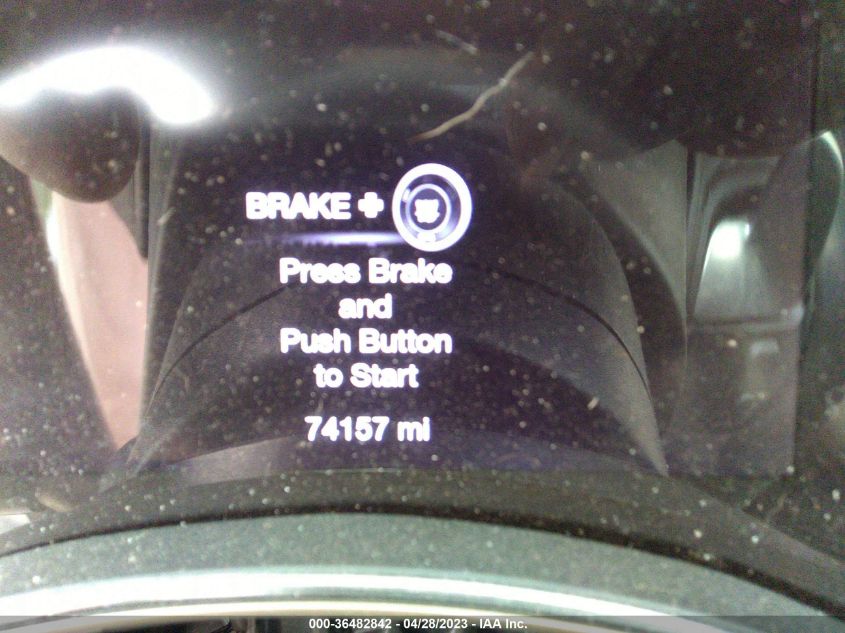 BRAKE +
Press Brake
and
Push Button
to Start
74157 mi
000-36482842 - 04/28/2023 - IAA Inc.